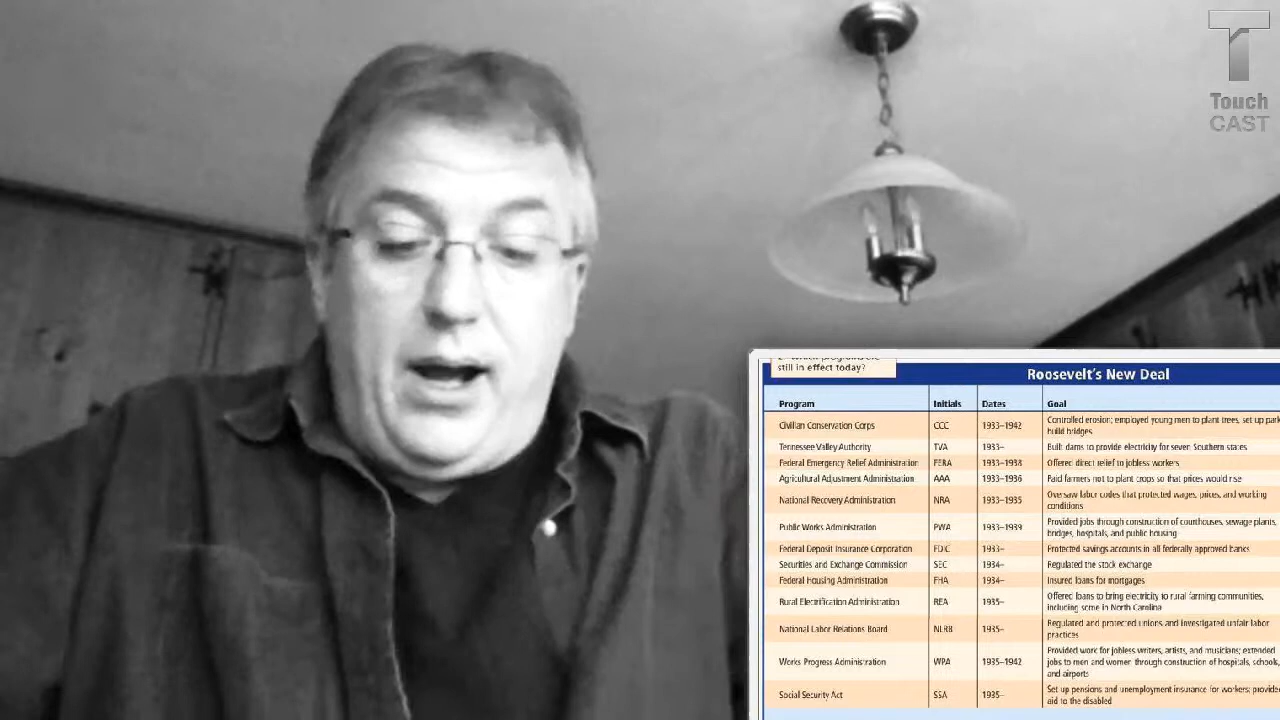 Touch
CAST
still in effect today?
Roosevelt's New Deal
Program Initials Dates Goal
Civilian Conservation Corps CCC 1933–1942 Controlled erosion; employed young men to plant trees, set up
build bridges
Tennessee Valley Authority TVA 1933– Built dams to provide electricity for seven Southern states
Federal Emergency Relief Administration FERA 1933–1938 Offered direct relief to jobless workers
Agricultural Adjustment Administration AAA 1933–1936 Paid farmers not to plant crops so that prices would rise
National Recovery Administration NRA 1933–1935 Oversaw labor codes that protected wages, prices, and working
conditions
Public Works Administration PWA 1933–1939 Provided jobs through construction of courthouses, sewage plants,
bridges, hospitals, and public housing
Federal Deposit Insurance Corporation FDIC 1933– Protected savings accounts in all federally approved banks
Securities and Exchange Commission SEC 1934– Regulated the stock exchange
Federal Housing Administration FHA 1934– Insured loans for mortgages
Rural Electrification Administration REA 1935– Offered loans to bring electricity to rural farming communities,
including some in North Carolina
National Labor Relations Board NLRB 1935– Regulated and protected unions and investigated unfair labor
practices
Works Progress Administration WPA 1935–1942 Provided work for jobless writers, artists, and musicians; extended
jobs to men and women through construction of hospitals, schools,
and airports
Social Security Act SSA 1935– Set up pensions and unemployment insurance for workers;
aid to the disabled